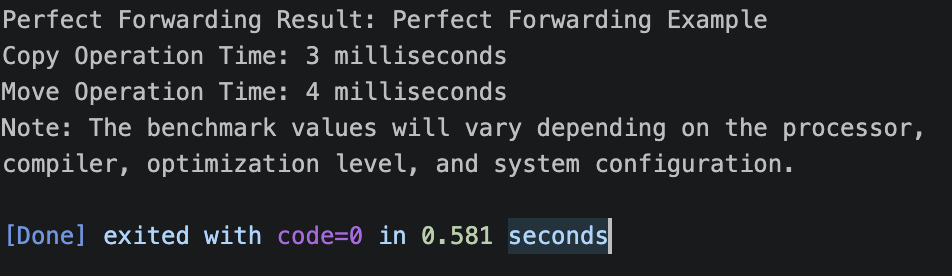 Perfect Forwarding Result: Perfect Forwarding Example
Copy Operation Time: 3 milliseconds
Move Operation Time: 4 milliseconds
Note: The benchmark values will vary depending on the processor,
compiler, optimization level, and system configuration.
[Done] exited with code=0 in 0.581 seconds